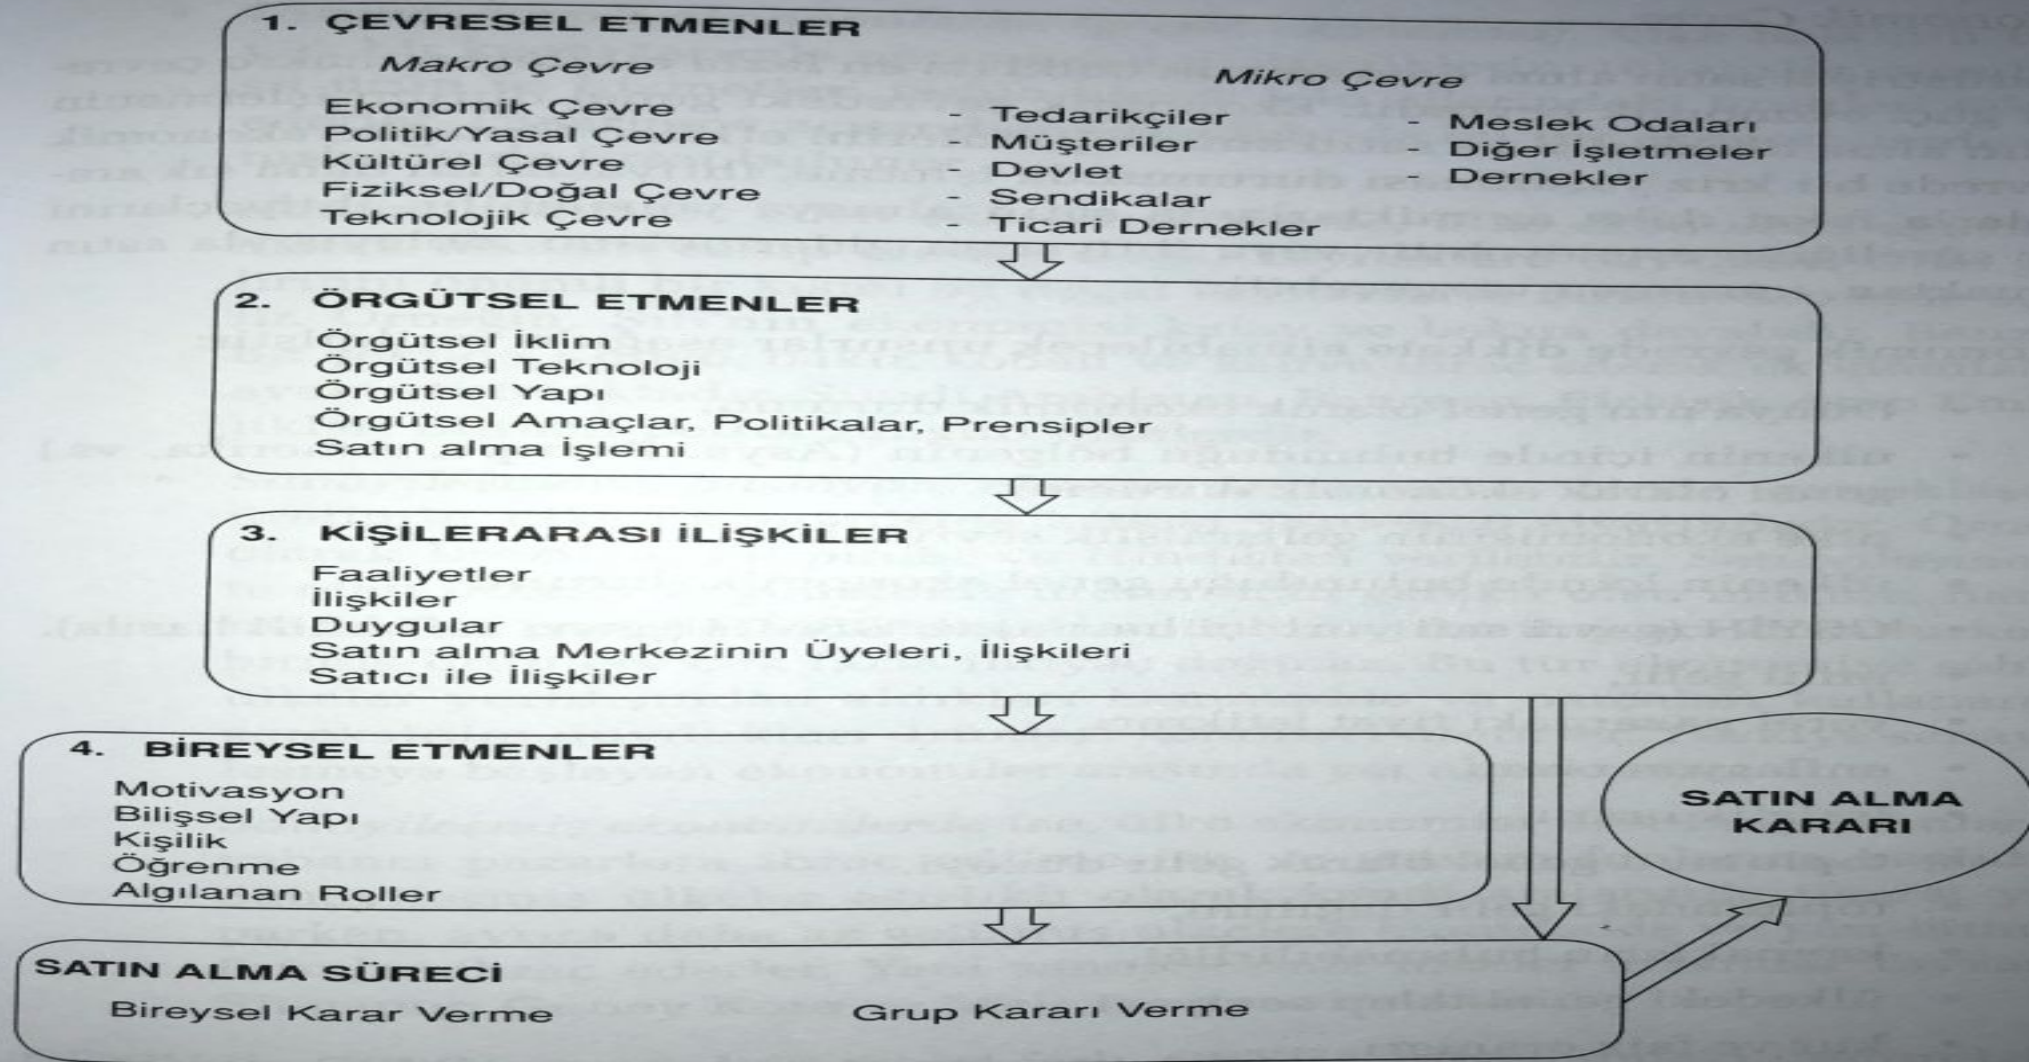 1. ÇEVRESEL ETMENLER
Makro Çevre
Ekonomik Çevre
Politik/Yasal Çevre
Kültürel Çevre
Fiziksel/Doğal Çevre
Teknolojik Çevre
Mikro Çevre
- Tedarikçiler
- Müşteriler
- Devlet
- Sendikalar
- Ticari Dernekler
- Meslek Odaları
- Diğer İşletmeler
- Dernekler
2. ÖRGÜTSEL ETMENLER
Örgütsel İklim
Örgütsel Teknoloji
Örgütsel Yapı
Örgütsel Amaçlar, Politikalar, Prensipler
Satın alma İşlemi
3. KİŞİLERARASI İLİŞKİLER
Faaliyetler
İlişkiler
Duygular
Satın alma Merkezinin Üyeleri, İlişkileri
Satıcı ile İlişkiler
4. BİREYSEL ETMENLER
Motivasyon
Bilişsel Yapı
Kişilik
Öğrenme
Algılanan Roller
SATIN ALMA
KARARI
SATIN ALMA SÜRECİ
Bireysel Karar Verme
Grup Kararı Verme